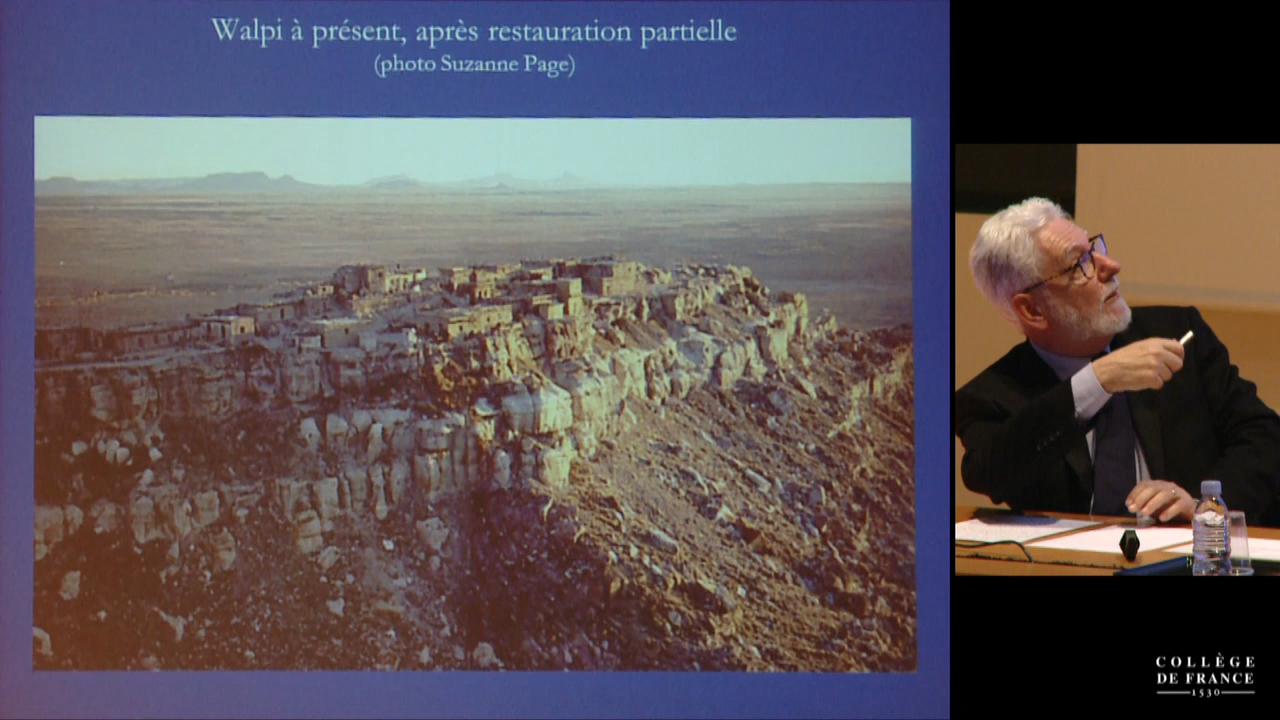 Walpi à présent, après restauration partielle
(photo Suzanne Page)
COLLÈGE
DE FRANCE
1530